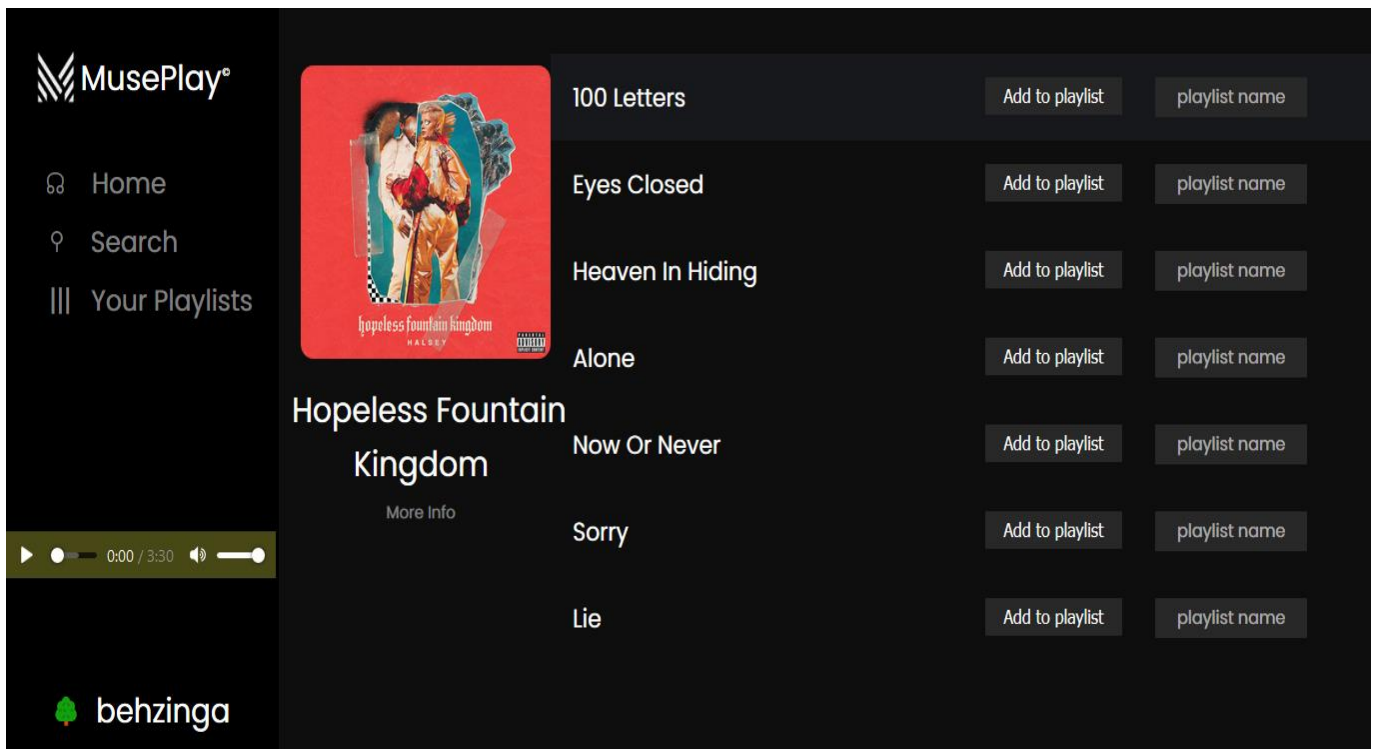 MusePlay©
Home
Search
Your Playlists
0:00 / 3:30
behzinga
hopeless fountain kingdom
HALSEY
Hopeless Fountain
Kingdom
More Info
100 Letters Add to playlist playlist name
Eyes Closed Add to playlist playlist name
Heaven In Hiding Add to playlist playlist name
Alone Add to playlist playlist name
Now Or Never Add to playlist playlist name
Sorry Add to playlist playlist name
Lie Add to playlist playlist name